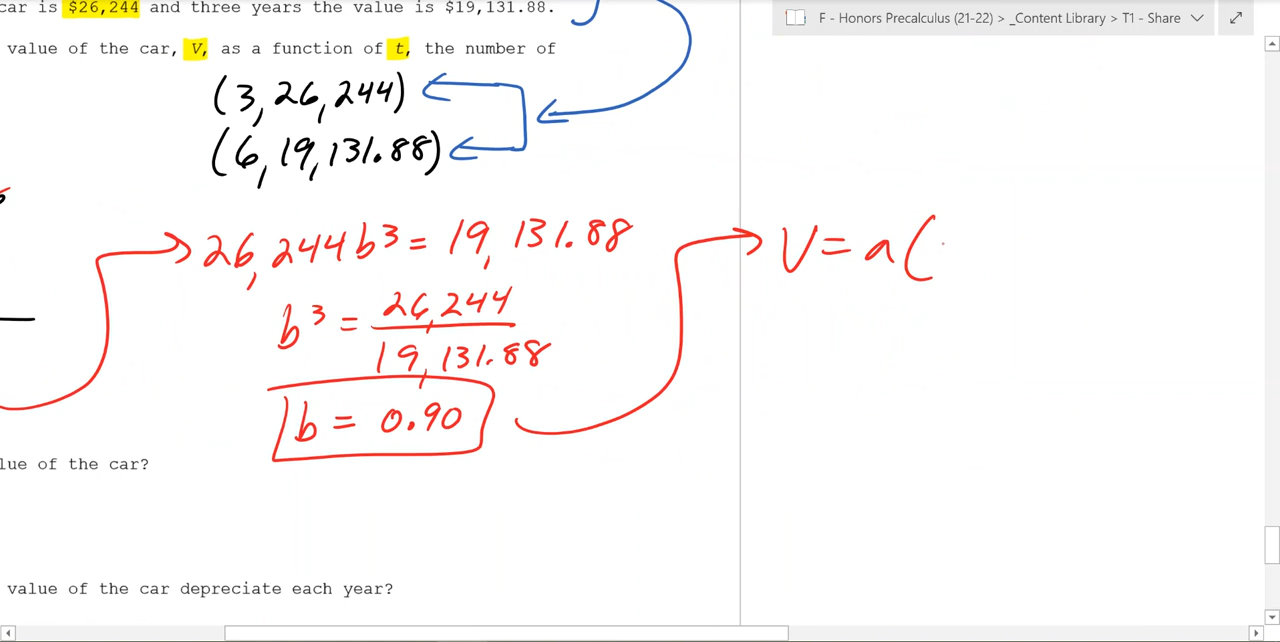 car is $26,244 and three years the value is $19,131.88.
F - Honors Precalculus (21-22) > _Content Library > T1 - Share
value of the car, V, as a function of t, the number of
(3, 26,244)
(6, 19,131.88)
26,244b³ = 19,131.88
V = a(
b³ = 26,244 / 19,131.88
b = 0.90
lue of the car?
value of the car depreciate each year?